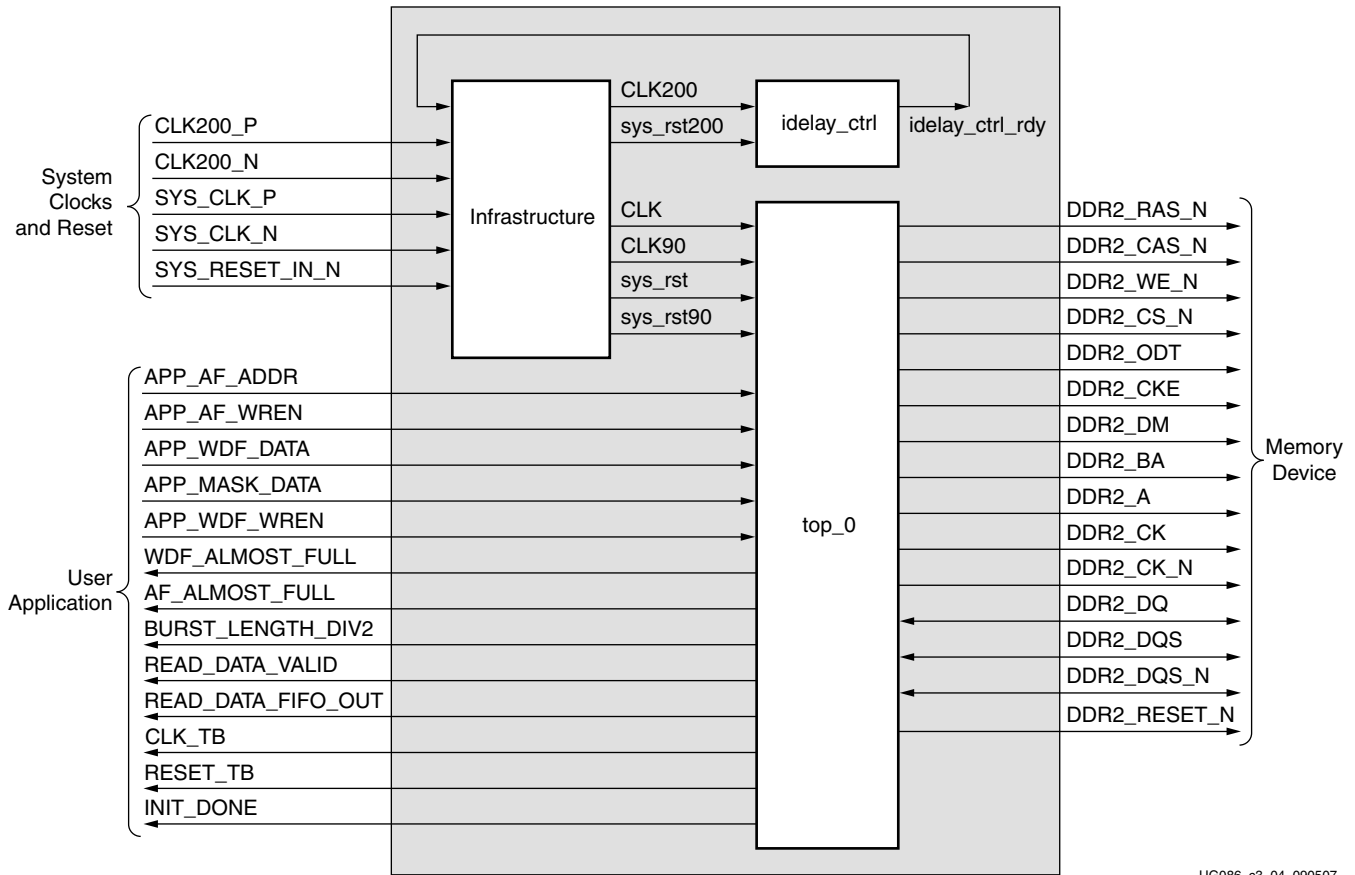 System
Clocks
and Reset
CLK200_P
CLK200_N
SYS_CLK_P
SYS_CLK_N
SYS_RESET_IN_N
Infrastructure
CLK200
sys_rst200
idelay_ctrl
idelay_ctrl_rdy
CLK
CLK90
sys_rst
sys_rst90
User
Application
APP_AF_ADDR
APP_AF_WREN
APP_WDF_DATA
APP_MASK_DATA
APP_WDF_WREN
WDF_ALMOST_FULL
AF_ALMOST_FULL
BURST_LENGTH_DIV2
READ_DATA_VALID
READ_DATA_FIFO_OUT
CLK_TB
RESET_TB
INIT_DONE
top_0
DDR2_RAS_N
DDR2_CAS_N
DDR2_WE_N
DDR2_CS_N
DDR2_ODT
DDR2_CKE
DDR2_DM
DDR2_BA
DDR2_A
DDR2_CK
DDR2_CK_N
DDR2_DQ
DDR2_DQS
DDR2_DQS_N
DDR2_RESET_N
Memory
Device